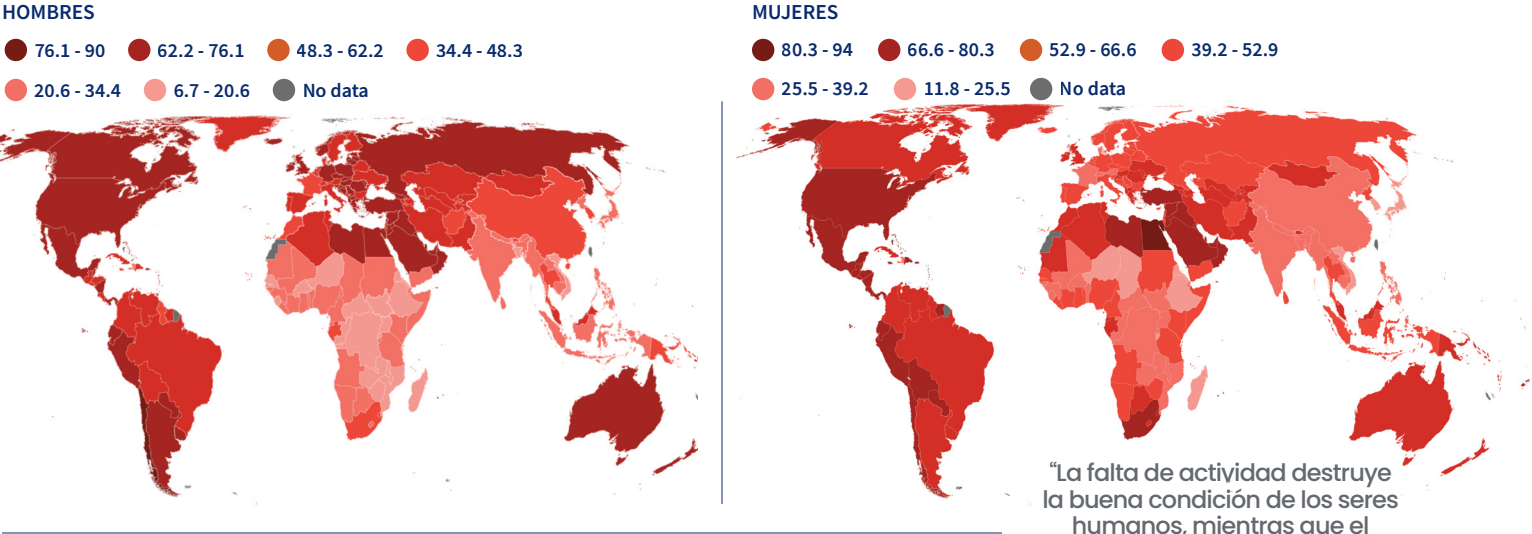 HOMBRES
76.1 - 90 62.2 - 76.1 48.3 - 62.2 34.4 - 48.3
20.6 - 34.4 6.7 - 20.6 No data
MUJERES
80.3 - 94 66.6 - 80.3 52.9 - 66.6 39.2 - 52.9
25.5 - 39.2 11.8 - 25.5 No data
“La falta de actividad destruye
la buena condición de los seres
humanos, mientras que el